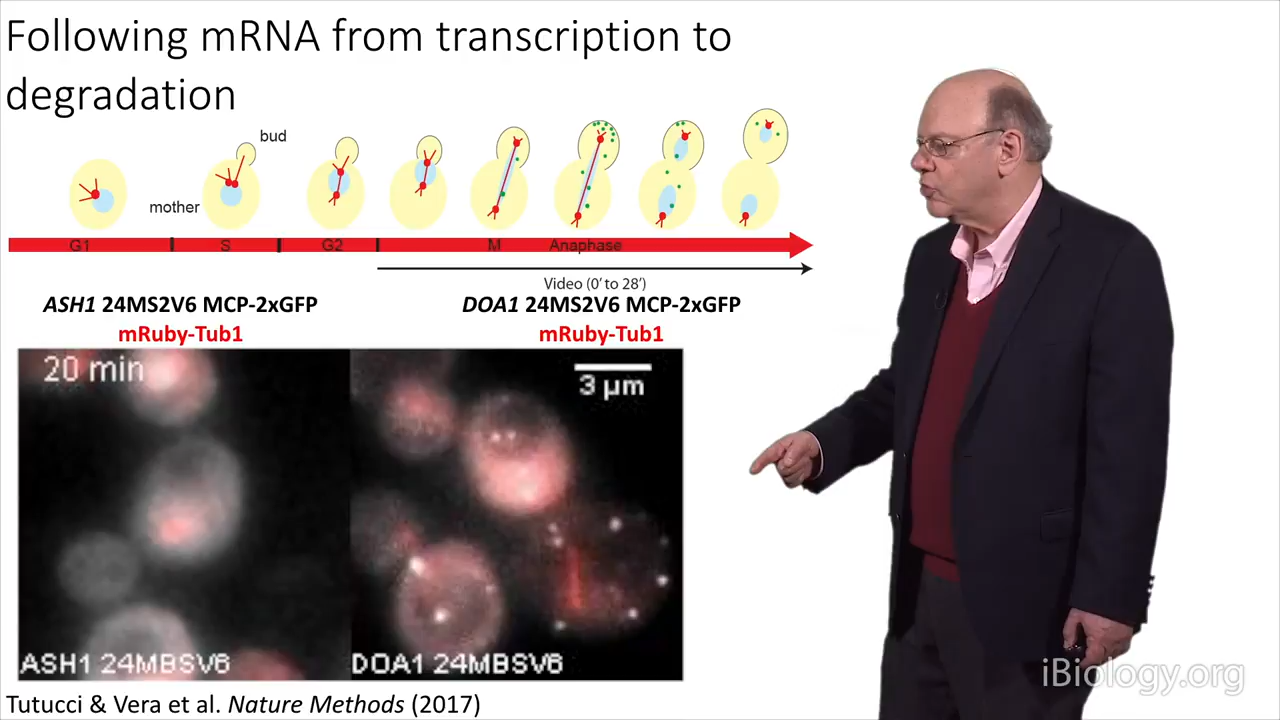 Following mRNA from transcription to
degradation
bud
mother
G1 S G2 M Anaphase
Video (0' to 28')
ASH1 24MS2V6 MCP-2xGFP
mRuby-Tub1
DOA1 24MS2V6 MCP-2xGFP
mRuby-Tub1
20 min
3 µm
ASH1 24MBSV6
DOA1 24MBSV6
Tutucci & Vera et al. Nature Methods (2017)
iBiology.org